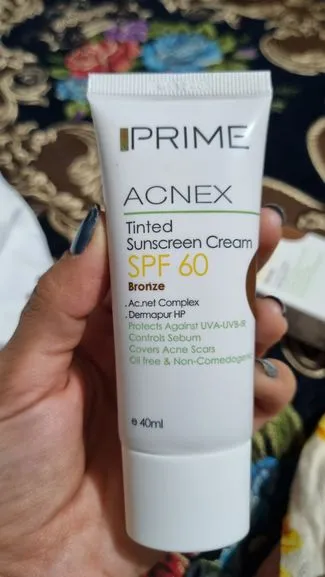 PRIME
ACNEX
Tinted
Sunscreen Cream
SPF 60
Bronze
.Ac.net Complex
.Dermapur HP
Protects Against UVA-UVB-IR
Controls Sebum
Covers Acne Scars
Oil free & Non-Comedogenic
℮ 40ml